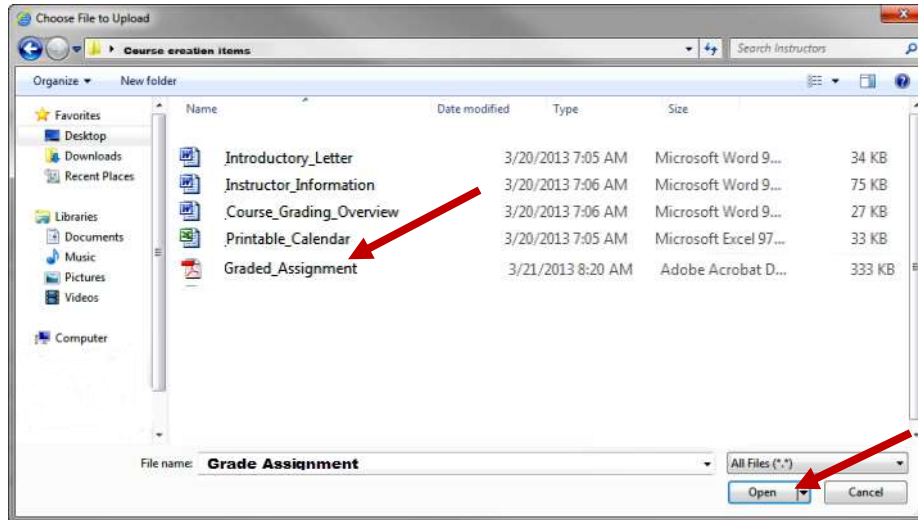 Choose File to Upload
Course creation items
Search Instructors
Organize New folder
Name Date modified Type Size
Favorites
Desktop
Downloads
Recent Places
Libraries
Documents
Music
Pictures
Videos
Computer
Introductory_Letter 3/20/2013 7:05 AM Microsoft Word 9... 34 KB
Instructor_Information 3/20/2013 7:06 AM Microsoft Word 9... 75 KB
Course_Grading_Overview 3/20/2013 7:06 AM Microsoft Word 9... 27 KB
Printable_Calendar 3/20/2013 7:05 AM Microsoft Excel 97... 33 KB
Graded_Assignment 3/21/2013 8:20 AM Adobe Acrobat D... 333 KB
File name: Grade Assignment All Files (*.*)
Open Cancel